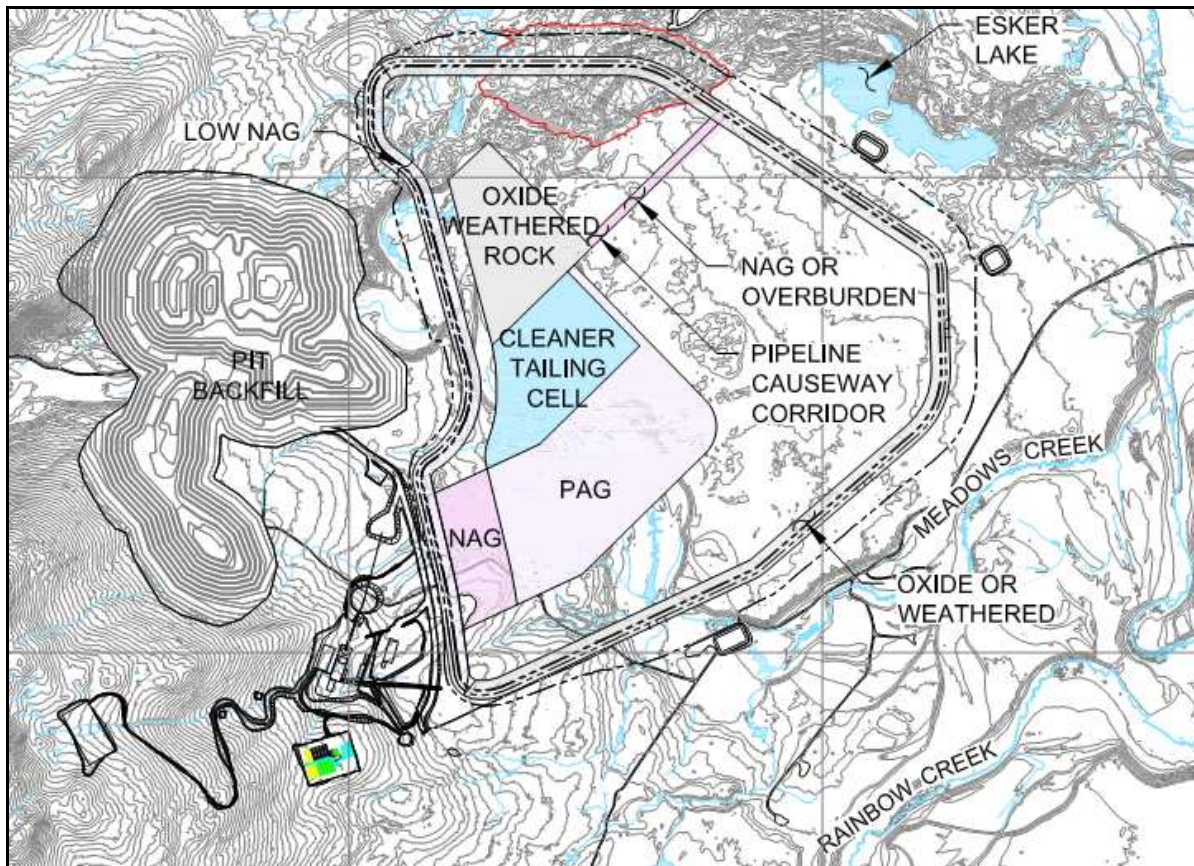 ESKER
LAKE
LOW NAG
OXIDE
WEATHERED
ROCK
NAG OR
OVERBURDEN
PIT
BACKFILL
CLEANER
TAILING
CELL
PIPELINE
CAUSEWAY
CORRIDOR
PAG
NAG
MEADOWS CREEK
OXIDE OR
WEATHERED
RAINBOW CREEK